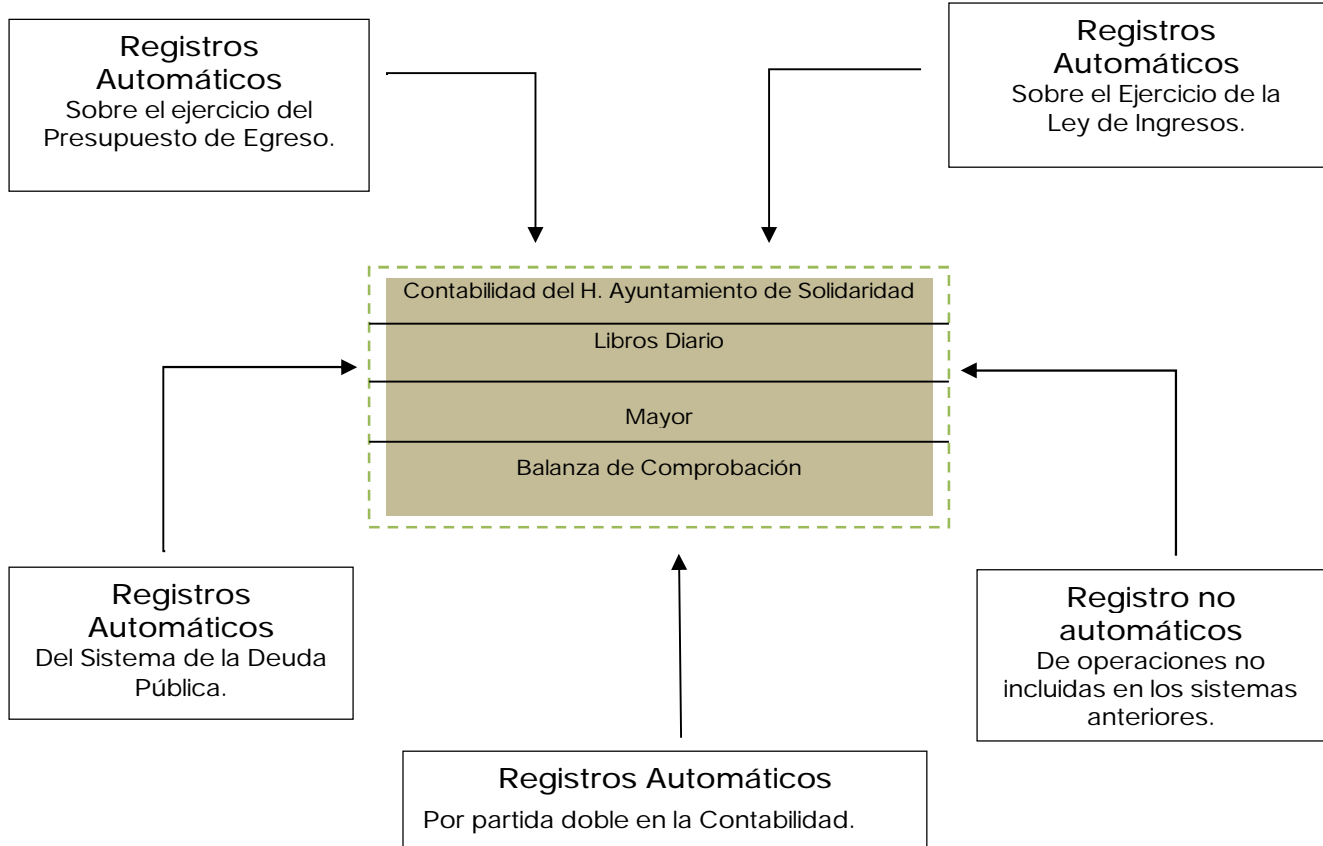 Registros
Automáticos
Sobre el ejercicio del
Presupuesto de Egreso.
Registros
Automáticos
Sobre el Ejercicio de la
Ley de Ingresos.
Contabilidad del H. Ayuntamiento de Solidaridad
Libros Diario
Mayor
Balanza de Comprobación
Registros
Automáticos
Del Sistema de la Deuda
Pública.
Registro no
automáticos
De operaciones no
incluidas en los sistemas
anteriores.
Registros Automáticos
Por partida doble en la Contabilidad.